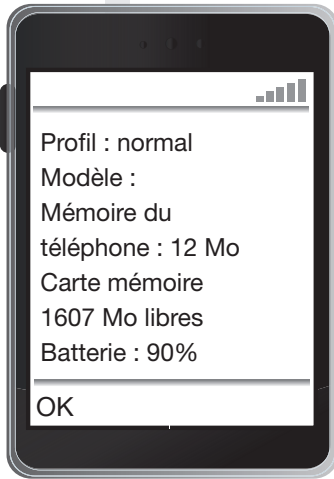 Profil : normal
Modèle :
Mémoire du
téléphone : 12 Mo
Carte mémoire
1607 Mo libres
Batterie : 90%
OK